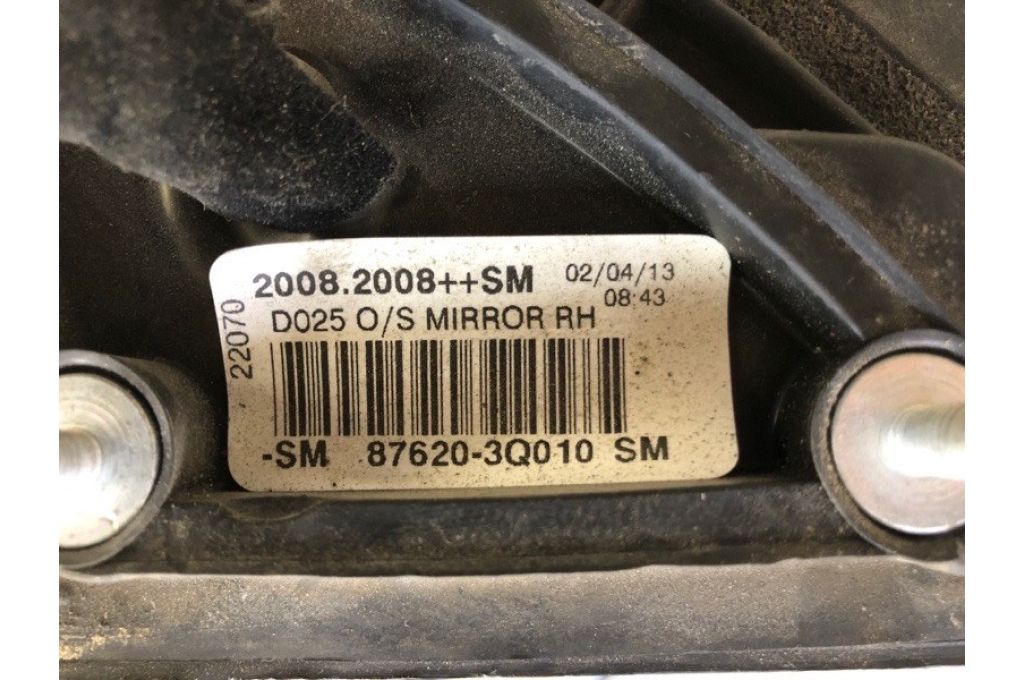 2008.2008++SM 02/04/13
08:43
D025 O/S MIRROR RH
22070
-SM 87620-3Q010 SM